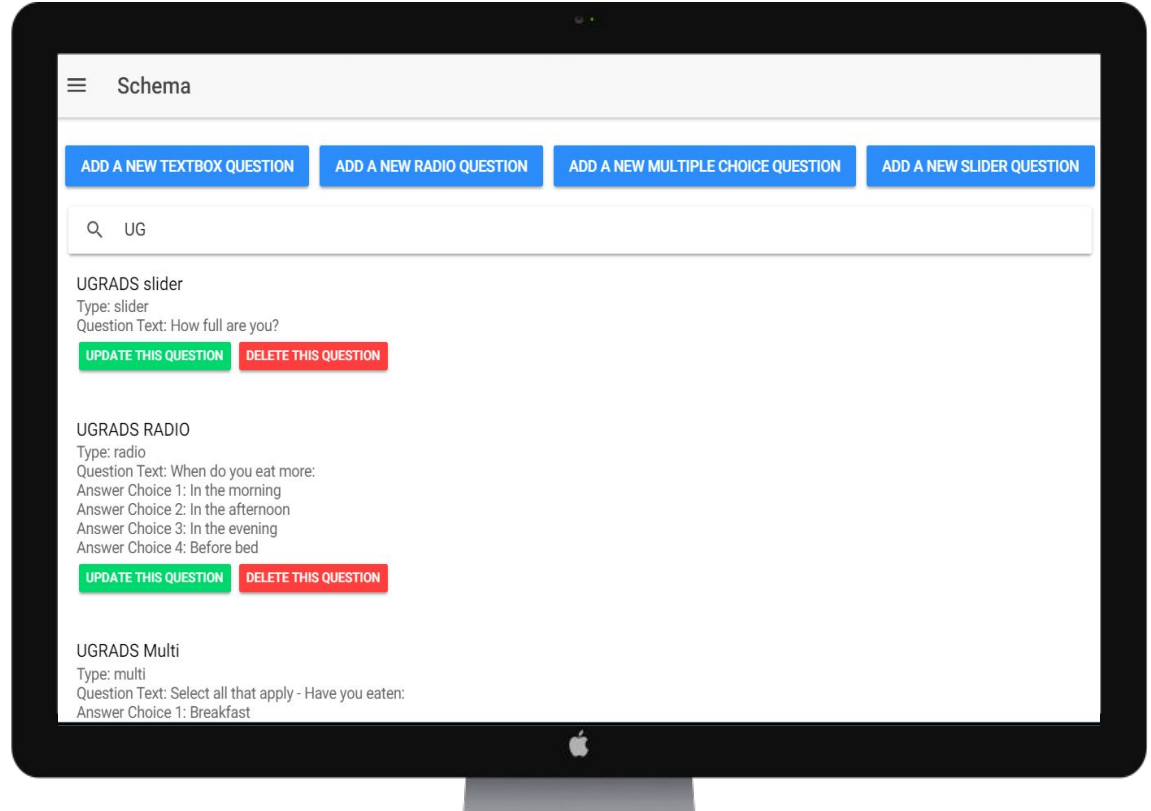 Schema
ADD A NEW TEXTBOX QUESTION ADD A NEW RADIO QUESTION ADD A NEW MULTIPLE CHOICE QUESTION ADD A NEW SLIDER QUESTION
UG
UGRADS slider
Type: slider
Question Text: How full are you?
UPDATE THIS QUESTION DELETE THIS QUESTION
UGRADS RADIO
Type: radio
Question Text: When do you eat more:
Answer Choice 1: In the morning
Answer Choice 2: In the afternoon
Answer Choice 3: In the evening
Answer Choice 4: Before bed
UPDATE THIS QUESTION DELETE THIS QUESTION
UGRADS Multi
Type: multi
Question Text: Select all that apply - Have you eaten:
Answer Choice 1: Breakfast